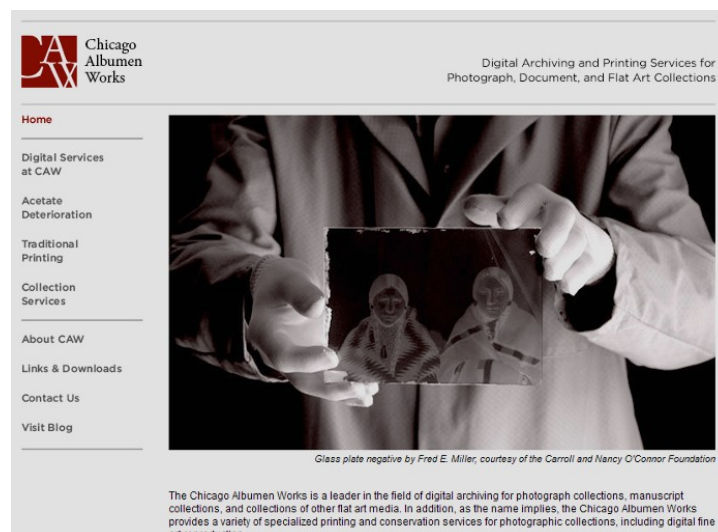 CAW
Chicago
Albumen
Works
Digital Archiving and Printing Services for
Photograph, Document, and Flat Art Collections
Home
Digital Services
at CAW
Acetate
Deterioration
Traditional
Printing
Collection
Services
About CAW
Links & Downloads
Contact Us
Visit Blog
Glass plate negative by Fred E. Miller, courtesy of the Carroll and Nancy O'Connor Foundation
The Chicago Albumen Works is a leader in the field of digital archiving for photograph collections, manuscript
collections, and collections of other flat art media. In addition, as the name implies, the Chicago Albumen Works
provides a variety of specialized printing and conservation services for photographic collections, including digital fine